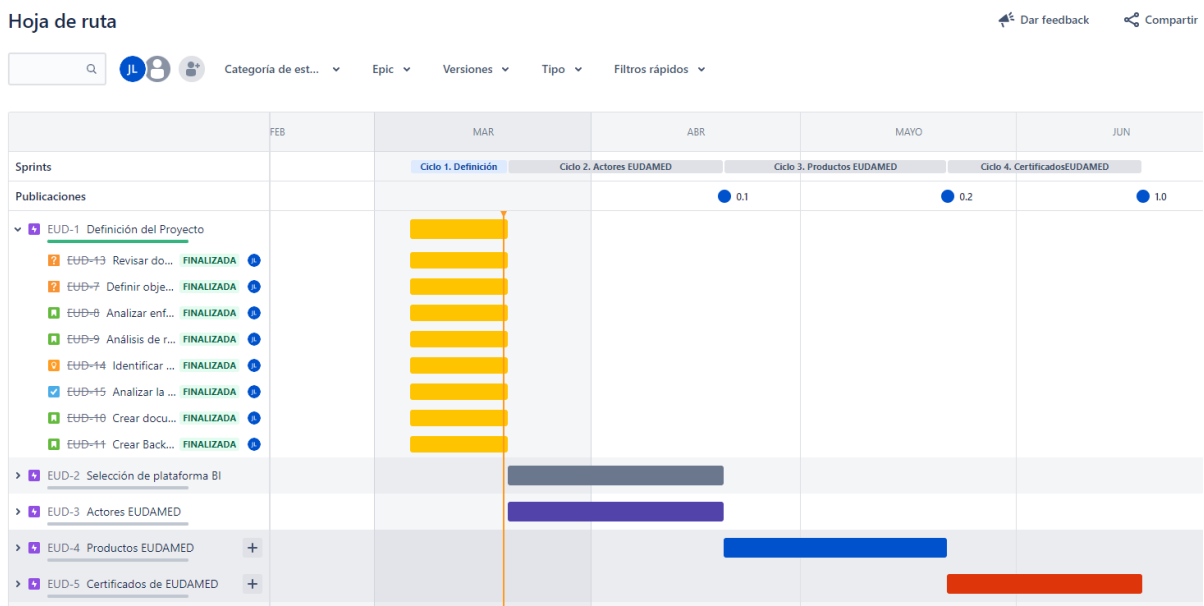 Hoja de ruta
Dar feedback Compartir
JL Categoría de est... Epic Versiones Tipo Filtros rápidos
FEB MAR ABR MAYO JUN
Sprints Ciclo 1. Definición Ciclo 2. Actores EUDAMED Ciclo 3. Productos EUDAMED Ciclo 4. CertificadosEUDAMED
Publicaciones 0.1 0.2 1.0
EUD-1 Definición del Proyecto
EUD-13 Revisar do... FINALIZADA JL
EUD-7 Definir obje... FINALIZADA JL
EUD-8 Analizar enf... FINALIZADA JL
EUD-9 Análisis de r... FINALIZADA JL
EUD-14 Identificar ... FINALIZADA JL
EUD-15 Analizar la ... FINALIZADA JL
EUD-10 Crear docu... FINALIZADA JL
EUD-11 Crear Back... FINALIZADA JL
EUD-2 Selección de plataforma BI
EUD-3 Actores EUDAMED
EUD-4 Productos EUDAMED +
EUD-5 Certificados de EUDAMED +